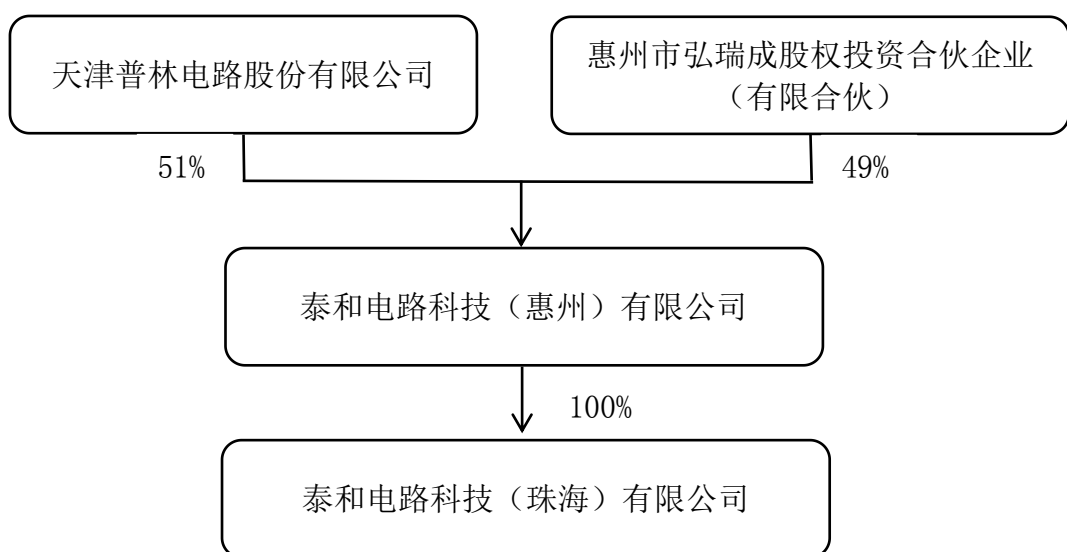 天津普林电路股份有限公司
惠州市弘瑞成股权投资合伙企业
（有限合伙）
51%
49%
泰和电路科技（惠州）有限公司
100%
泰和电路科技（珠海）有限公司